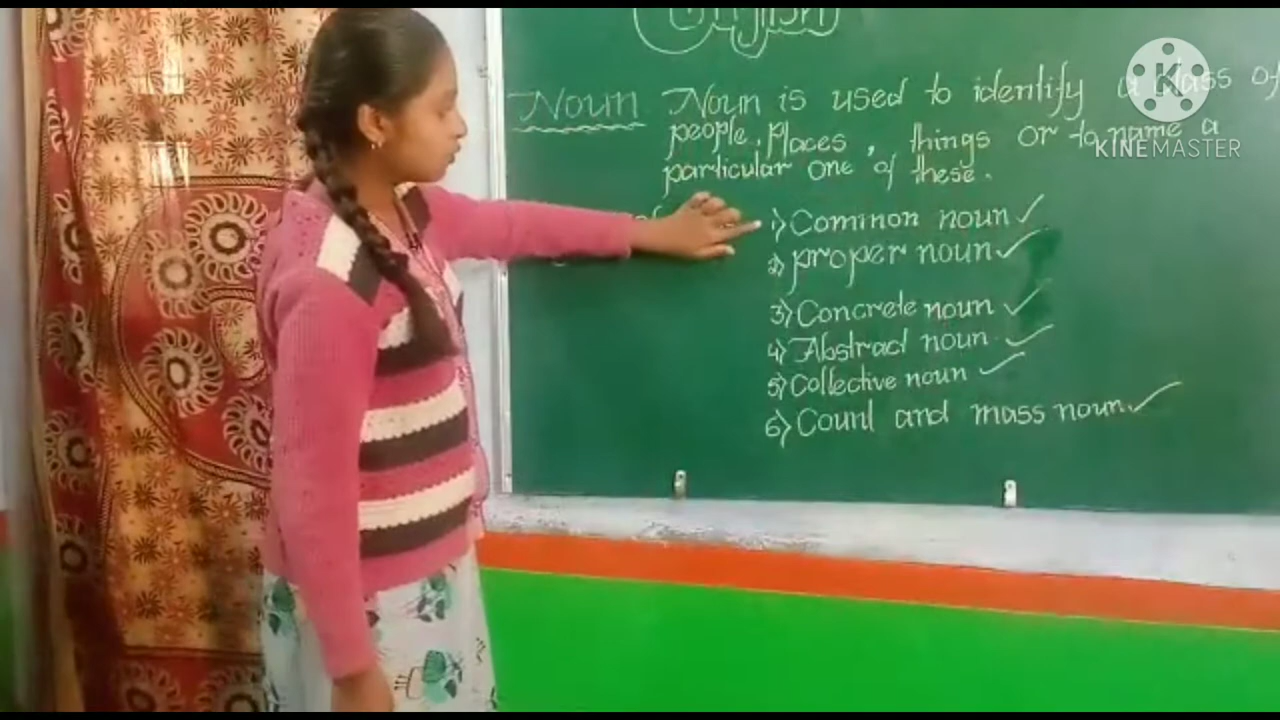 English
Noun Noun is used to identify a class of
people, Places, things or to name a
particular one of these.
1) Common noun ✓
2) proper noun ✓
3) Concrete noun ✓
4) Abstract noun ✓
5) Collective noun ✓
6) Count and mass noun. ✓
K
KINEMASTER